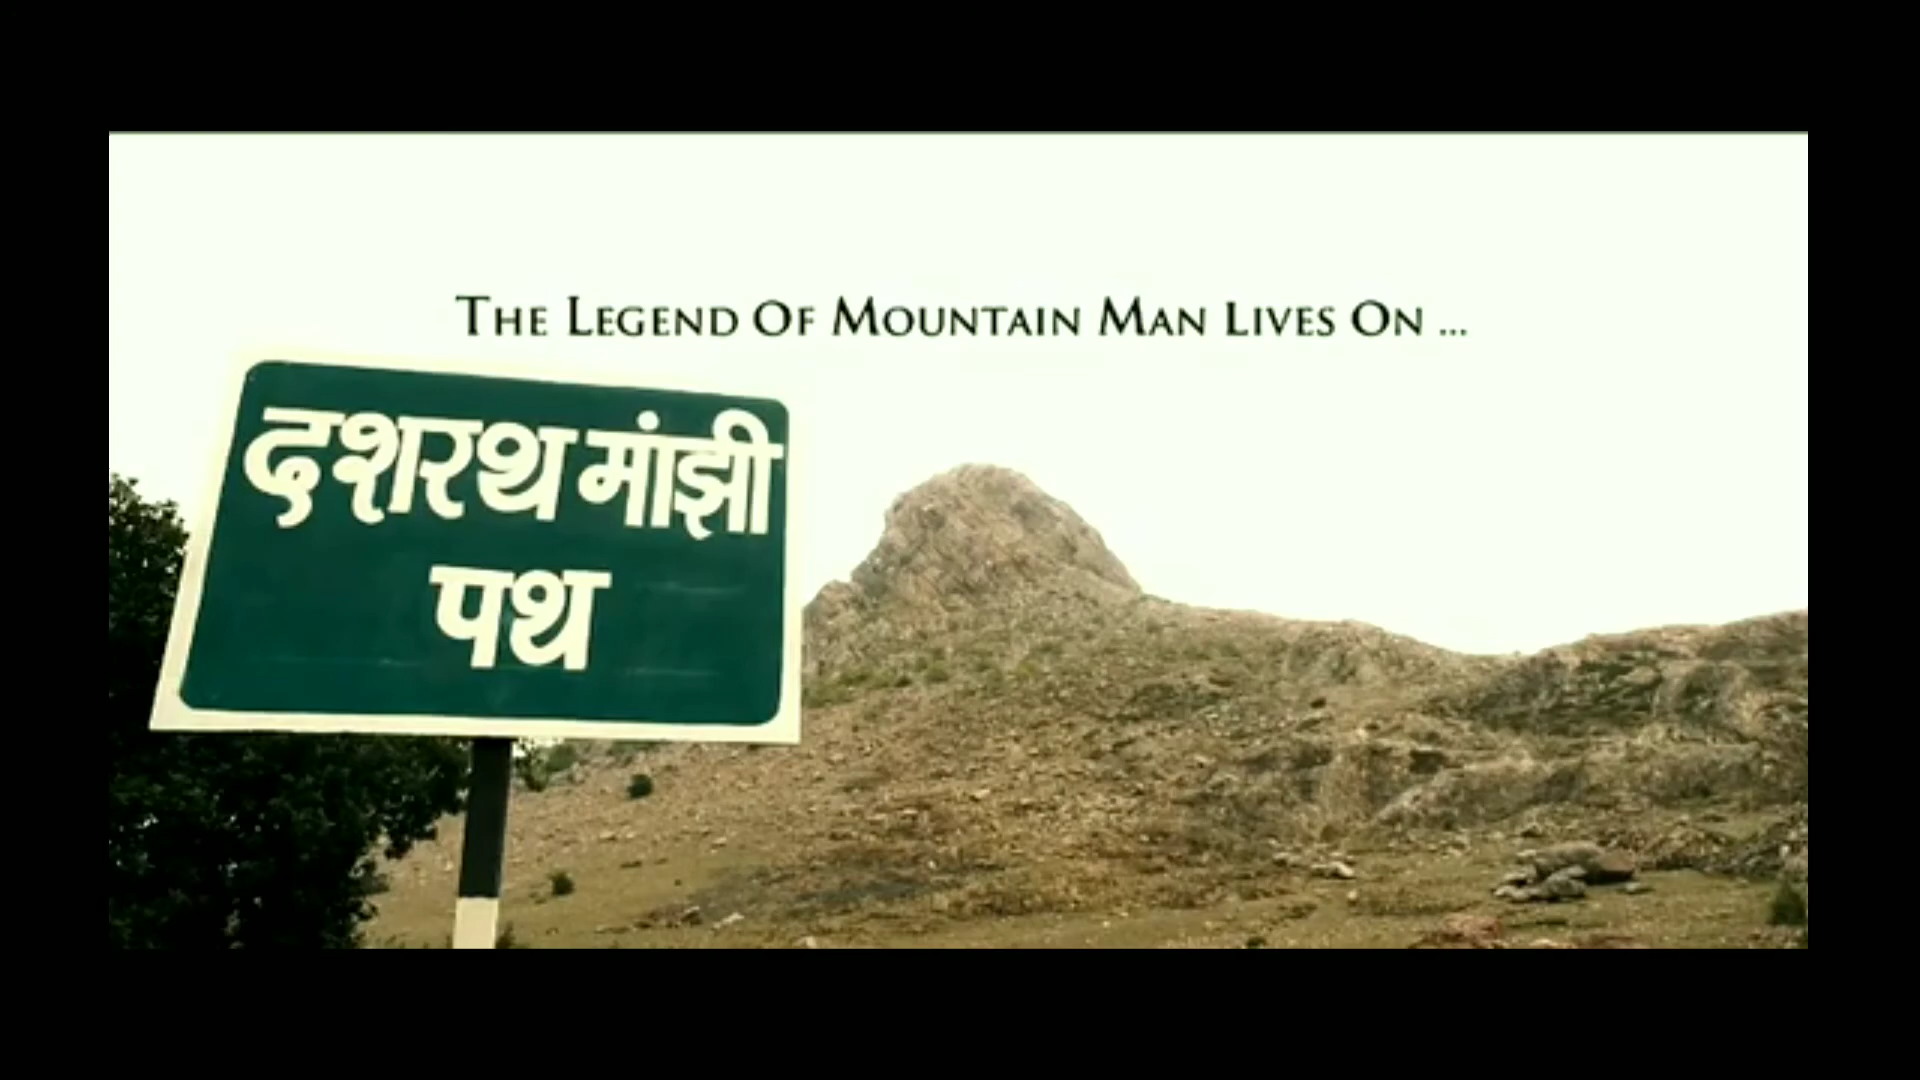 The Legend Of Mountain Man Lives On ...
दशरथ मांझी
पथ